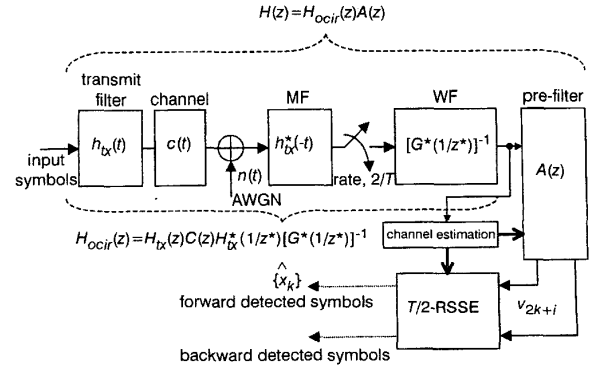 H(z)=H_ocir(z)A(z)
transmit filter
channel
MF
WF
pre-filter
h_tx(t)
c(t)
h*_tx(-t)
[G*(1/z*)]⁻¹
A(z)
input symbols
n(t)
AWGN
rate, 2/T
H_ocir(z)=H_tx(z)C(z)H*_tx(1/z*)[G*(1/z*)]⁻¹
channel estimation
{x̂_k}
forward detected symbols
T/2-RSSE
v_2k+i
backward detected symbols